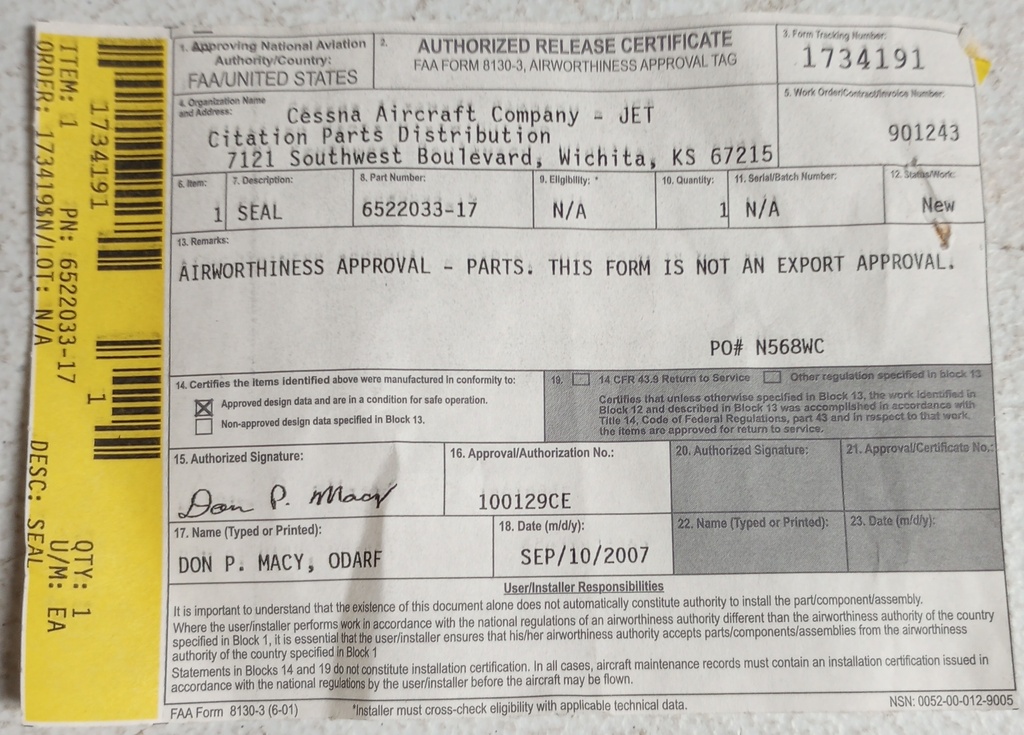 1. Approving National Aviation Authority/Country:
FAA/UNITED STATES
2.
AUTHORIZED RELEASE CERTIFICATE
FAA FORM 8130-3, AIRWORTHINESS APPROVAL TAG
3. Form Tracking Number:
1734191
4. Organization Name and Address:
Cessna Aircraft Company - JET
Citation Parts Distribution
7121 Southwest Boulevard, Wichita, KS 67215
5. Work Order/Contract/Invoice Number:
901243
6. Item:
1
7. Description:
SEAL
8. Part Number:
6522033-17
9. Eligibility: *
N/A
10. Quantity:
1
11. Serial/Batch Number:
N/A
12. Status/Work:
New
13. Remarks:
AIRWORTHINESS APPROVAL - PARTS. THIS FORM IS NOT AN EXPORT APPROVAL.
PO# N568WC
14. Certifies the items identified above were manufactured in conformity to:
Approved design data and are in a condition for safe operation.
Non-approved design data specified in Block 13.
19. 14 CFR 43.9 Return to Service Other regulation specified in block 13
Certifies that unless otherwise specified in Block 13, the work identified in
Block 12 and described in Block 13 was accomplished in accordance with
Title 14, Code of Federal Regulations, part 43 and in respect to that work,
the items are approved for return to service.
15. Authorized Signature:
Don P. Macy
16. Approval/Authorization No.:
100129CE
20. Authorized Signature:
21. Approval/Certificate No.:
17. Name (Typed or Printed):
DON P. MACY, ODARF
18. Date (m/d/y):
SEP/10/2007
22. Name (Typed or Printed):
23. Date (m/d/y):
User/Installer Responsibilities
It is important to understand that the existence of this document alone does not automatically constitute authority to install the part/component/assembly.
Where the user/installer performs work in accordance with the national regulations of an airworthiness authority different than the airworthiness authority of the country
specified in Block 1, it is essential that the user/installer ensures that his/her airworthiness authority accepts parts/components/assemblies from the airworthiness
authority of the country specified in Block 1
Statements in Blocks 14 and 19 do not constitute installation certification. In all cases, aircraft maintenance records must contain an installation certification issued in
accordance with the national regulations by the user/installer before the aircraft may be flown.
FAA Form 8130-3 (6-01)
*Installer must cross-check eligibility with applicable technical data.
NSN: 0052-00-012-9005
1734191
1
ITEM: 1 PN: 6522033-17 QTY: 1
ORDER: 1734191 SN/LOT: N/A U/M: EA
DESC: SEAL